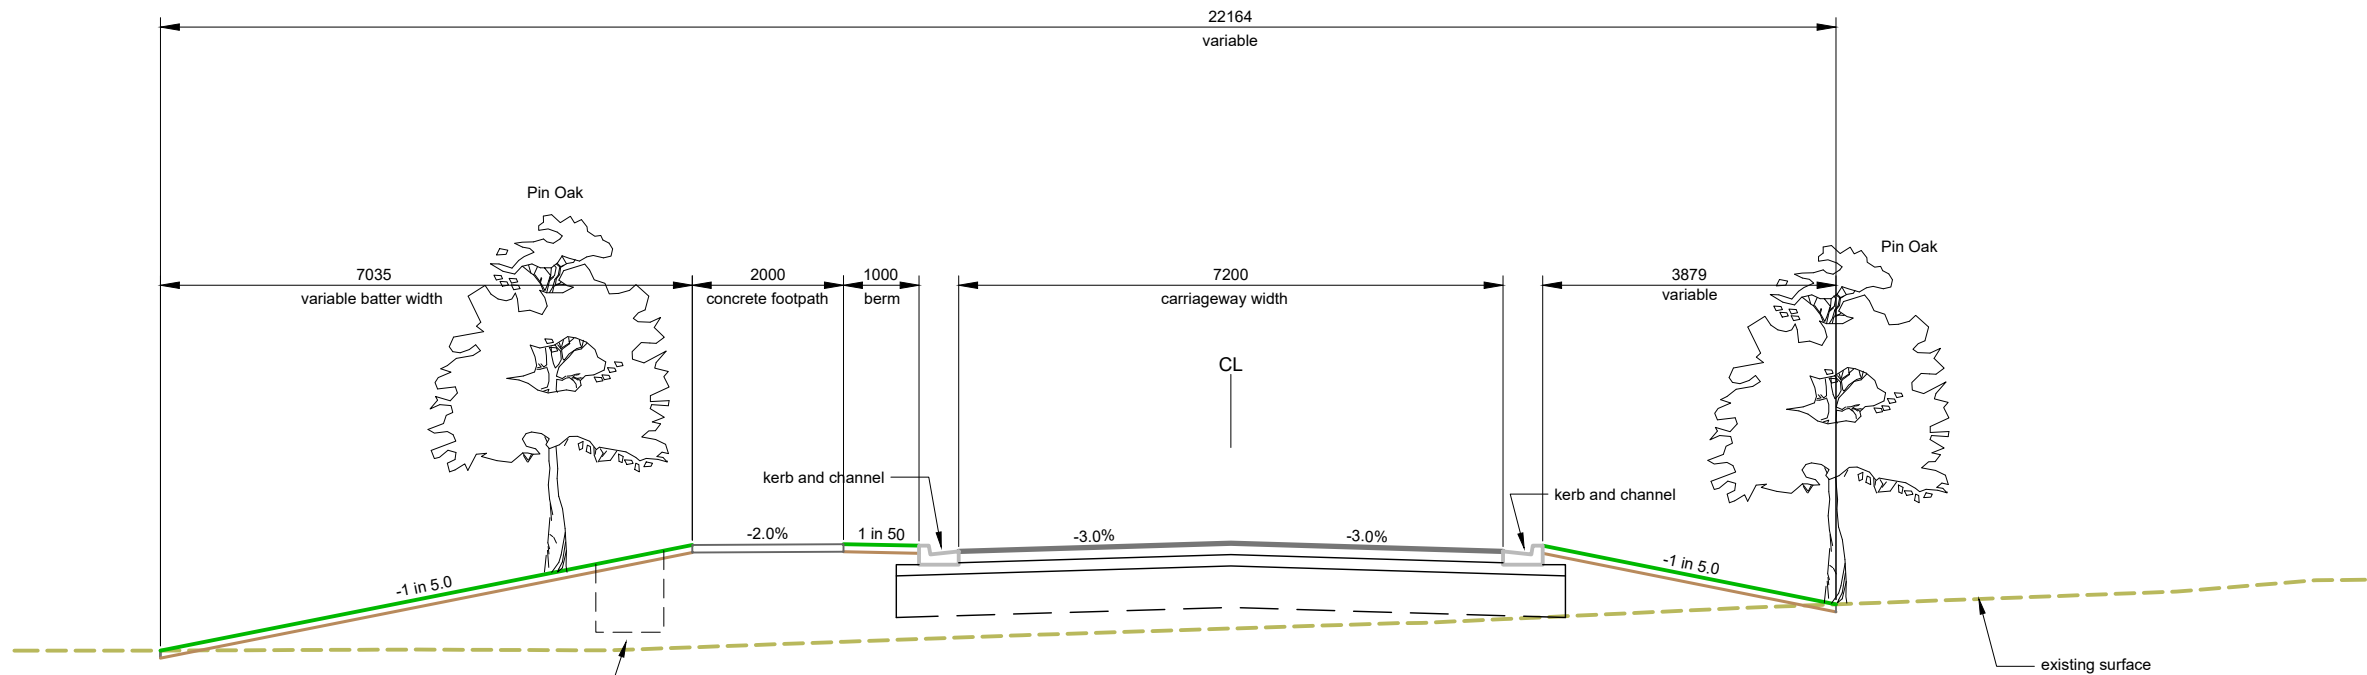 22164
variable
Pin Oak
Pin Oak
7035
variable batter width
2000
concrete footpath
1000
berm
7200
carriageway width
3879
variable
CL
kerb and channel
kerb and channel
-2.0%
1 in 50
-3.0%
-3.0%
-1 in 5.0
-1 in 5.0
existing surface